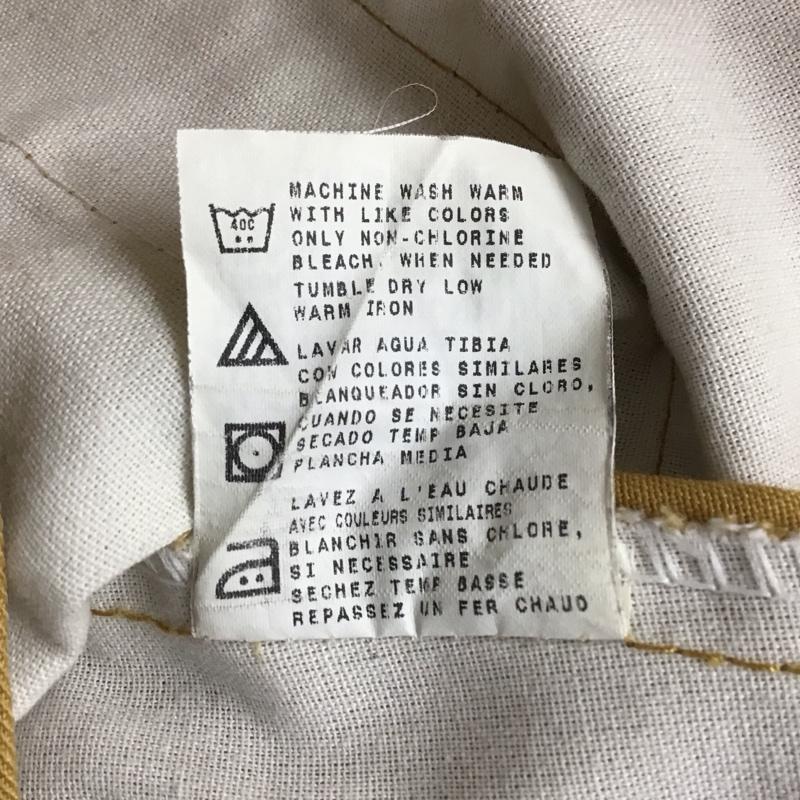 40C
MACHINE WASH WARM
WITH LIKE COLORS
ONLY NON-CHLORINE
BLEACH, WHEN NEEDED
TUMBLE DRY LOW
WARM IRON
LAVAR AGUA TIBIA
CON COLORES SIMILARES
BLANQUEADOR SIN CLORO,
CUANDO SE NECESITE
SECADO TEMP BAJA
PLANCHA MEDIA
LAVEZ A L'EAU CHAUDE
AVEC COULEURS SIMILAIRES
BLANCHIR SANS CHLORE,
SI NECESSAIRE
SECHEZ TEMP BASSE
REPASSEZ UN FER CHAUD